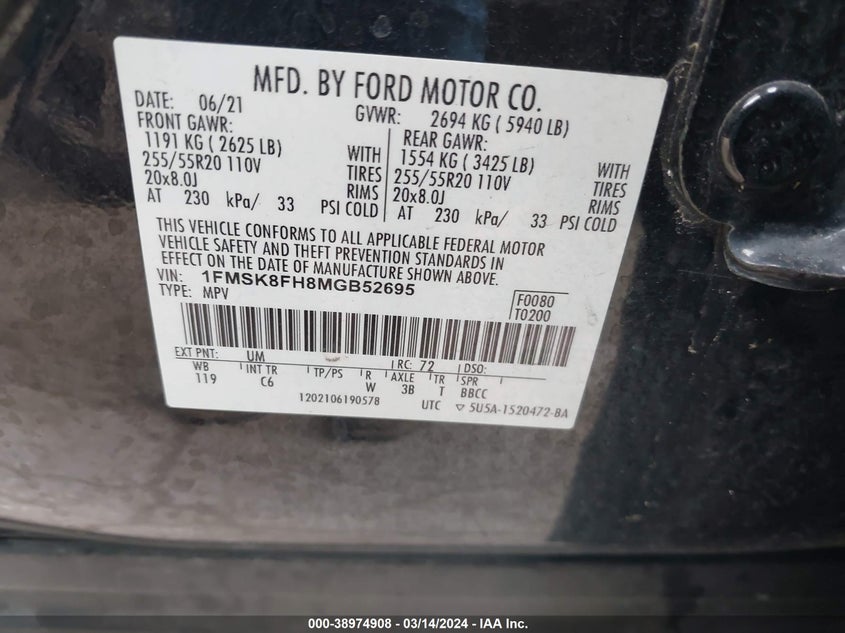 MFD. BY FORD MOTOR CO.
DATE: 06/21 GVWR: 2694 KG ( 5940 LB)
FRONT GAWR: REAR GAWR:
1191 KG ( 2625 LB) WITH 1554 KG ( 3425 LB) WITH
255/55R20 110V TIRES 255/55R20 110V TIRES
20x8.0J RIMS 20x8.0J RIMS
AT 230 kPa/ 33 PSI COLD AT 230 kPa/ 33 PSI COLD
THIS VEHICLE CONFORMS TO ALL APPLICABLE FEDERAL MOTOR
VEHICLE SAFETY AND THEFT PREVENTION STANDARDS IN
EFFECT ON THE DATE OF MANUFACTURE SHOWN ABOVE.
VIN: 1FMSK8FH8MGB52695
TYPE: MPV
F0080
T0200
EXT PNT: UM RC: 72 DSO:
WB INT TR TP/PS R AXLE TR SPR
119 C6 W 3B T BBCC
1202106190578 UTC ▽ 5U5A-1520472-BA
000-38974908 - 03/14/2024 - IAA Inc.